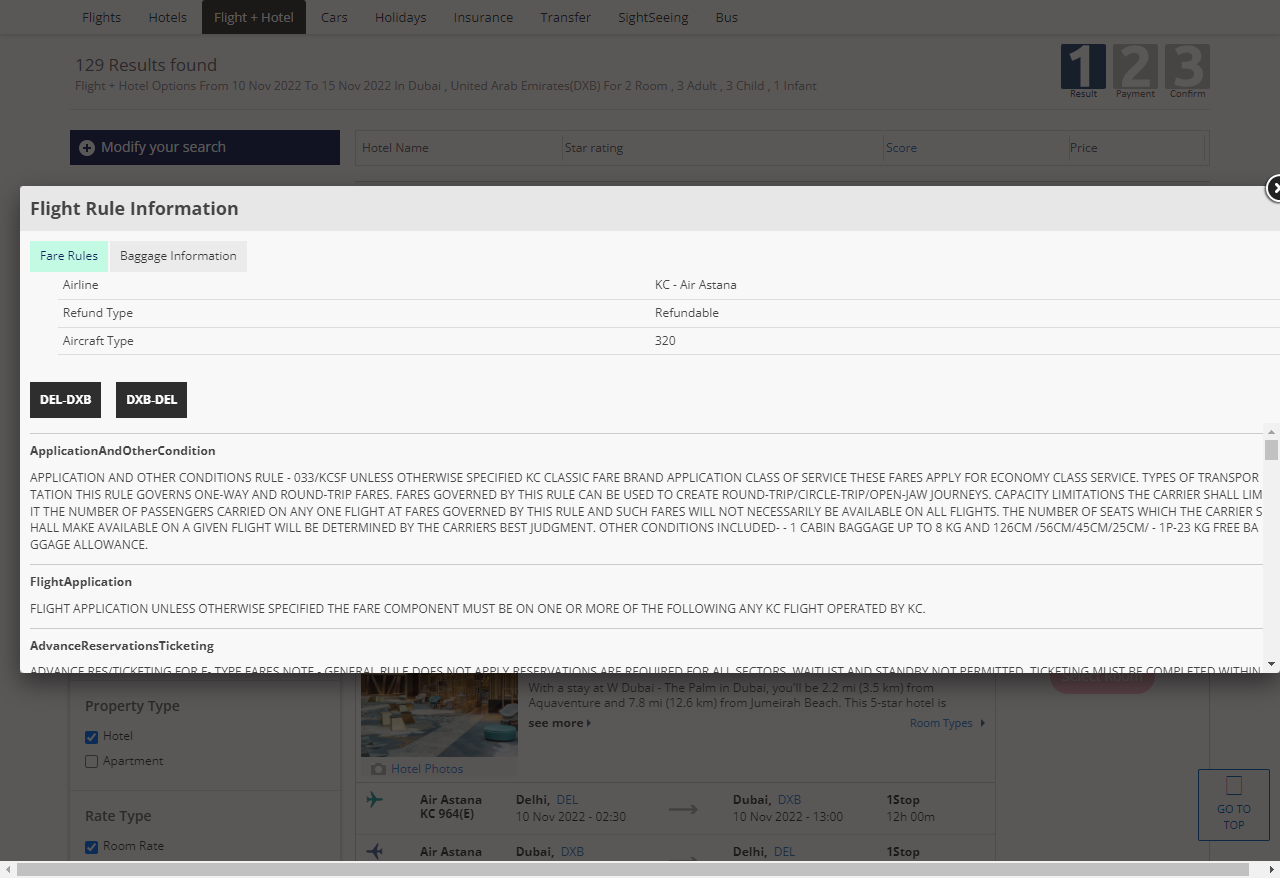 Flights Hotels Flight + Hotel Cars Holidays Insurance Transfer SightSeeing Bus
129 Results found
Flight + Hotel Options From 10 Nov 2022 To 15 Nov 2022 In Dubai , United Arab Emirates(DXB) For 2 Room , 3 Adult , 3 Child , 1 Infant
1 2 3
Result Payment Confirm
Modify your search
Hotel Name Star rating Score Price
Flight Rule Information
Fare Rules Baggage Information
Airline KC - Air Astana
Refund Type Refundable
Aircraft Type 320
DEL-DXB DXB-DEL
ApplicationAndOtherCondition
APPLICATION AND OTHER CONDITIONS RULE - 033/KCSF UNLESS OTHERWISE SPECIFIED KC CLASSIC FARE BRAND APPLICATION CLASS OF SERVICE THESE FARES APPLY FOR ECONOMY CLASS SERVICE. TYPES OF TRANSPOR
TATION THIS RULE GOVERNS ONE-WAY AND ROUND-TRIP FARES. FARES GOVERNED BY THIS RULE CAN BE USED TO CREATE ROUND-TRIP/CIRCLE-TRIP/OPEN-JAW JOURNEYS. CAPACITY LIMITATIONS THE CARRIER SHALL LIM
IT THE NUMBER OF PASSENGERS CARRIED ON ANY ONE FLIGHT AT FARES GOVERNED BY THIS RULE AND SUCH FARES WILL NOT NECESSARILY BE AVAILABLE ON ALL FLIGHTS. THE NUMBER OF SEATS WHICH THE CARRIER S
HALL MAKE AVAILABLE ON A GIVEN FLIGHT WILL BE DETERMINED BY THE CARRIERS BEST JUDGMENT. OTHER CONDITIONS INCLUDED- - 1 CABIN BAGGAGE UP TO 8 KG AND 126CM /56CM/45CM/25CM/ - 1P-23 KG FREE BA
GGAGE ALLOWANCE.
FlightApplication
FLIGHT APPLICATION UNLESS OTHERWISE SPECIFIED THE FARE COMPONENT MUST BE ON ONE OR MORE OF THE FOLLOWING ANY KC FLIGHT OPERATED BY KC.
AdvanceReservationsTicketing
ADVANCE RES/TICKETING FOR E- TYPE FARES NOTE - GENERAL RULE DOES NOT APPLY RESERVATIONS ARE REQUIRED FOR ALL SECTORS. WAITLIST AND STANDBY NOT PERMITTED. TICKETING MUST BE COMPLETED WITHIN
With a stay at W Dubai - The Palm in Dubai, you'll be 2.2 mi (3.5 km) from
Aquaventure and 7.8 mi (12.6 km) from Jumeirah Beach. This 5-star hotel is
see more Room Types
Property Type
Hotel
Apartment
Hotel Photos
Rate Type
Room Rate
Air Astana Delhi, DEL Dubai, DXB 1Stop
KC 964(E) 10 Nov 2022 - 02:30 10 Nov 2022 - 13:00 12h 00m
Air Astana Dubai, DXB Delhi, DEL 1Stop
GO TO
TOP